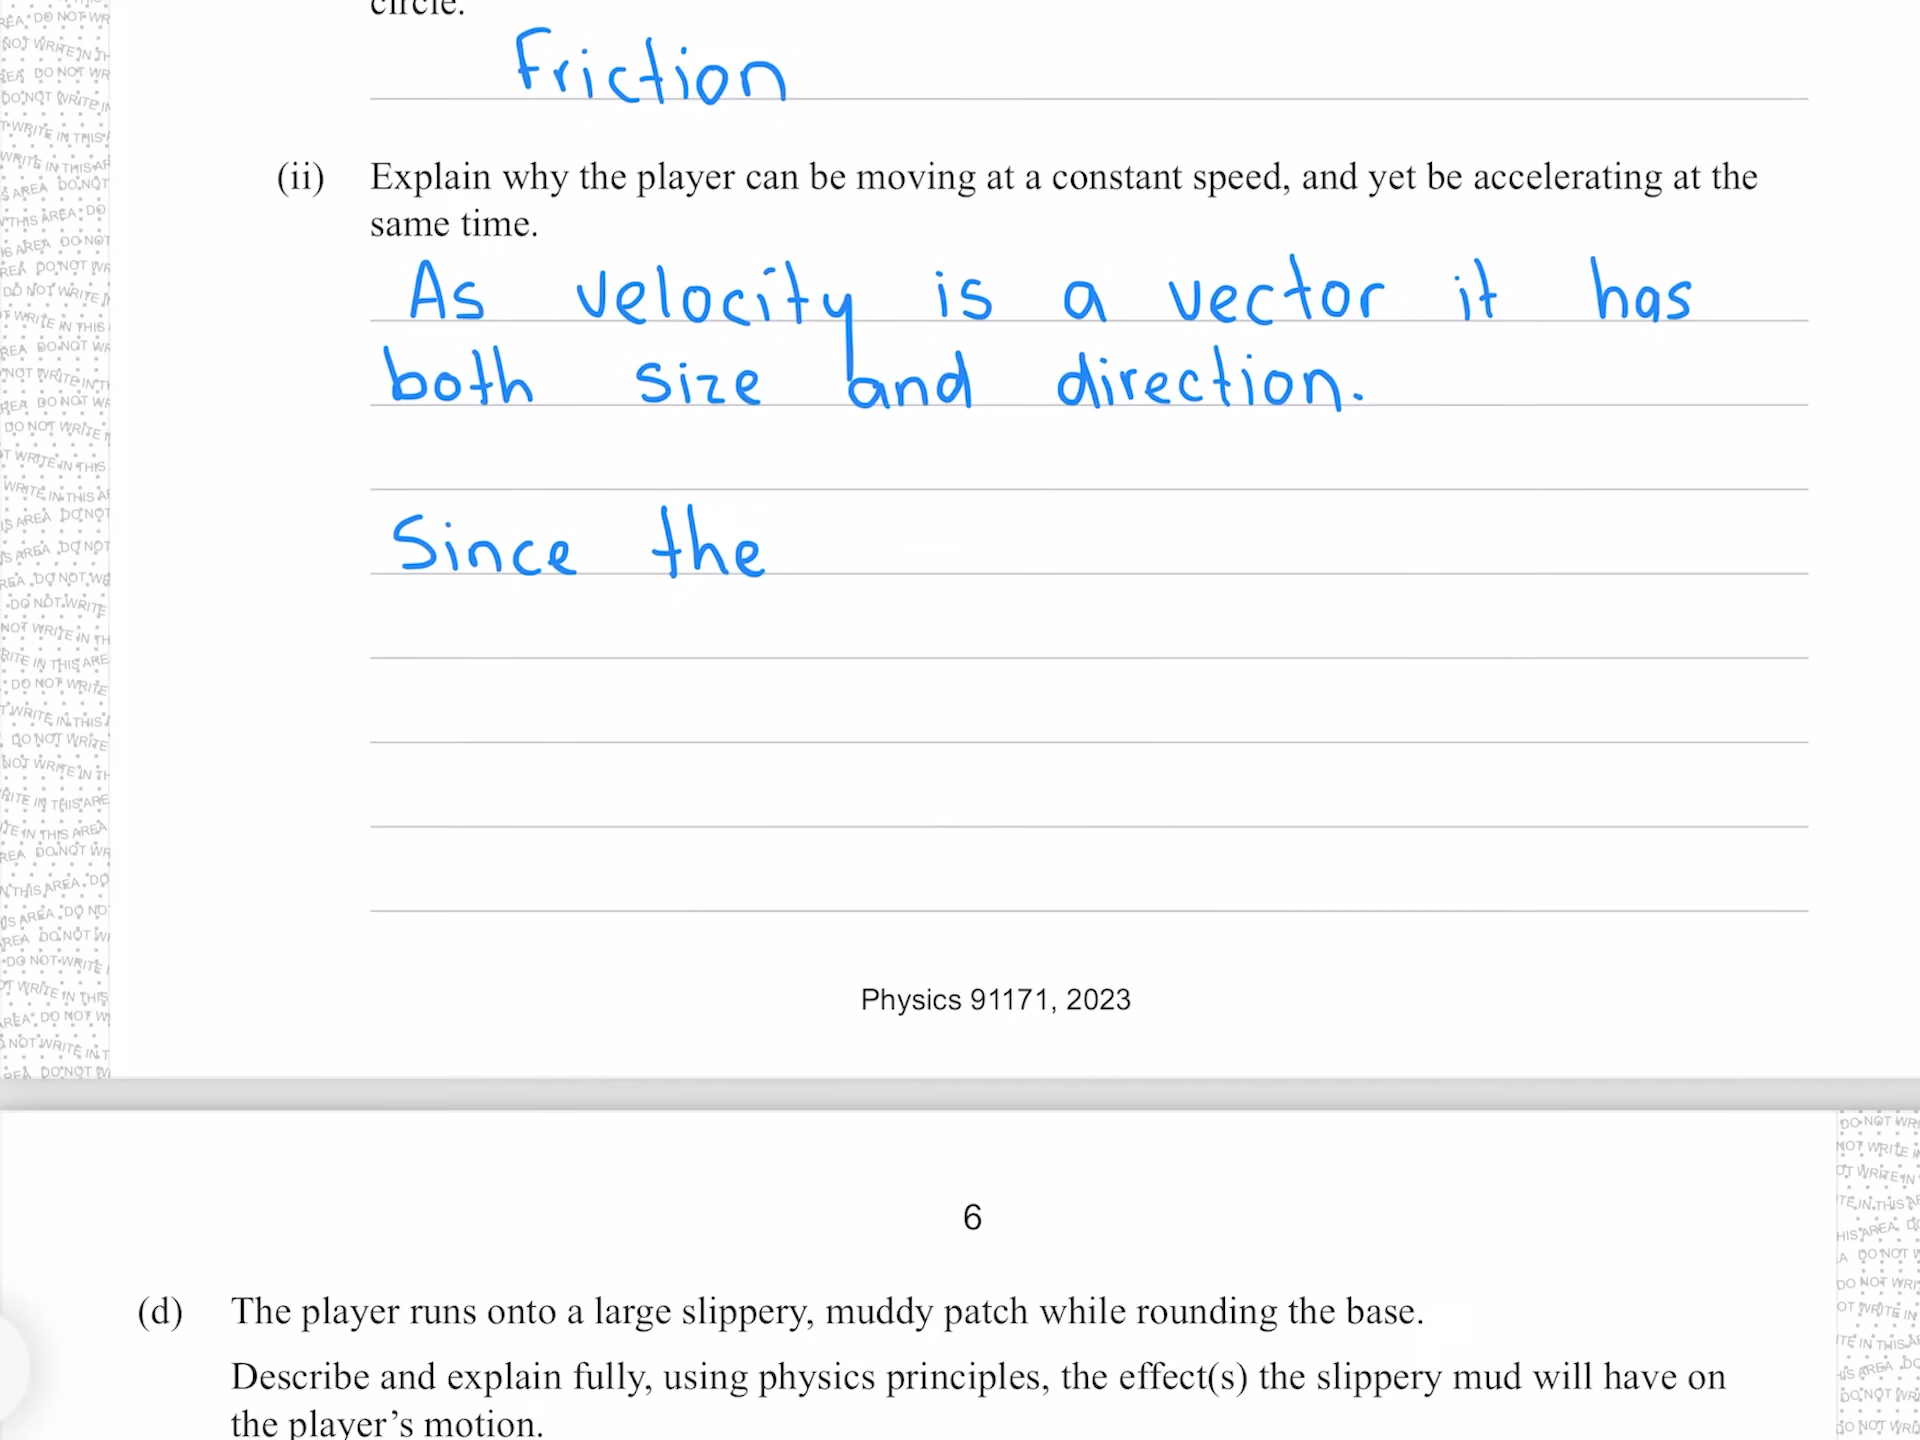 circle.
Friction
(ii) Explain why the player can be moving at a constant speed, and yet be accelerating at the
same time.
As velocity is a vector it has
both size and direction.
Since the
Physics 91171, 2023
6
(d) The player runs onto a large slippery, muddy patch while rounding the base.
Describe and explain fully, using physics principles, the effect(s) the slippery mud will have on
the player’s motion.